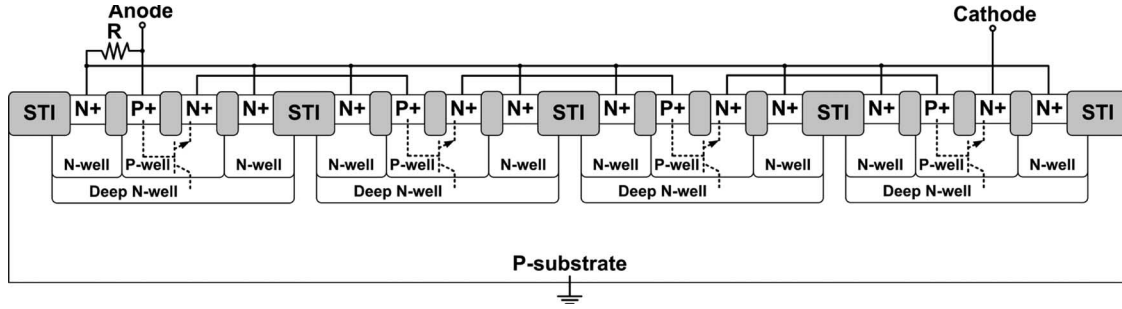 Anode
R
Cathode
STI N+ P+ N+ N+ STI N+ P+ N+ N+ STI N+ P+ N+ N+ STI N+ P+ N+ N+ STI
N-well P-well N-well N-well P-well N-well N-well P-well N-well N-well P-well N-well
Deep N-well Deep N-well Deep N-well Deep N-well
P-substrate